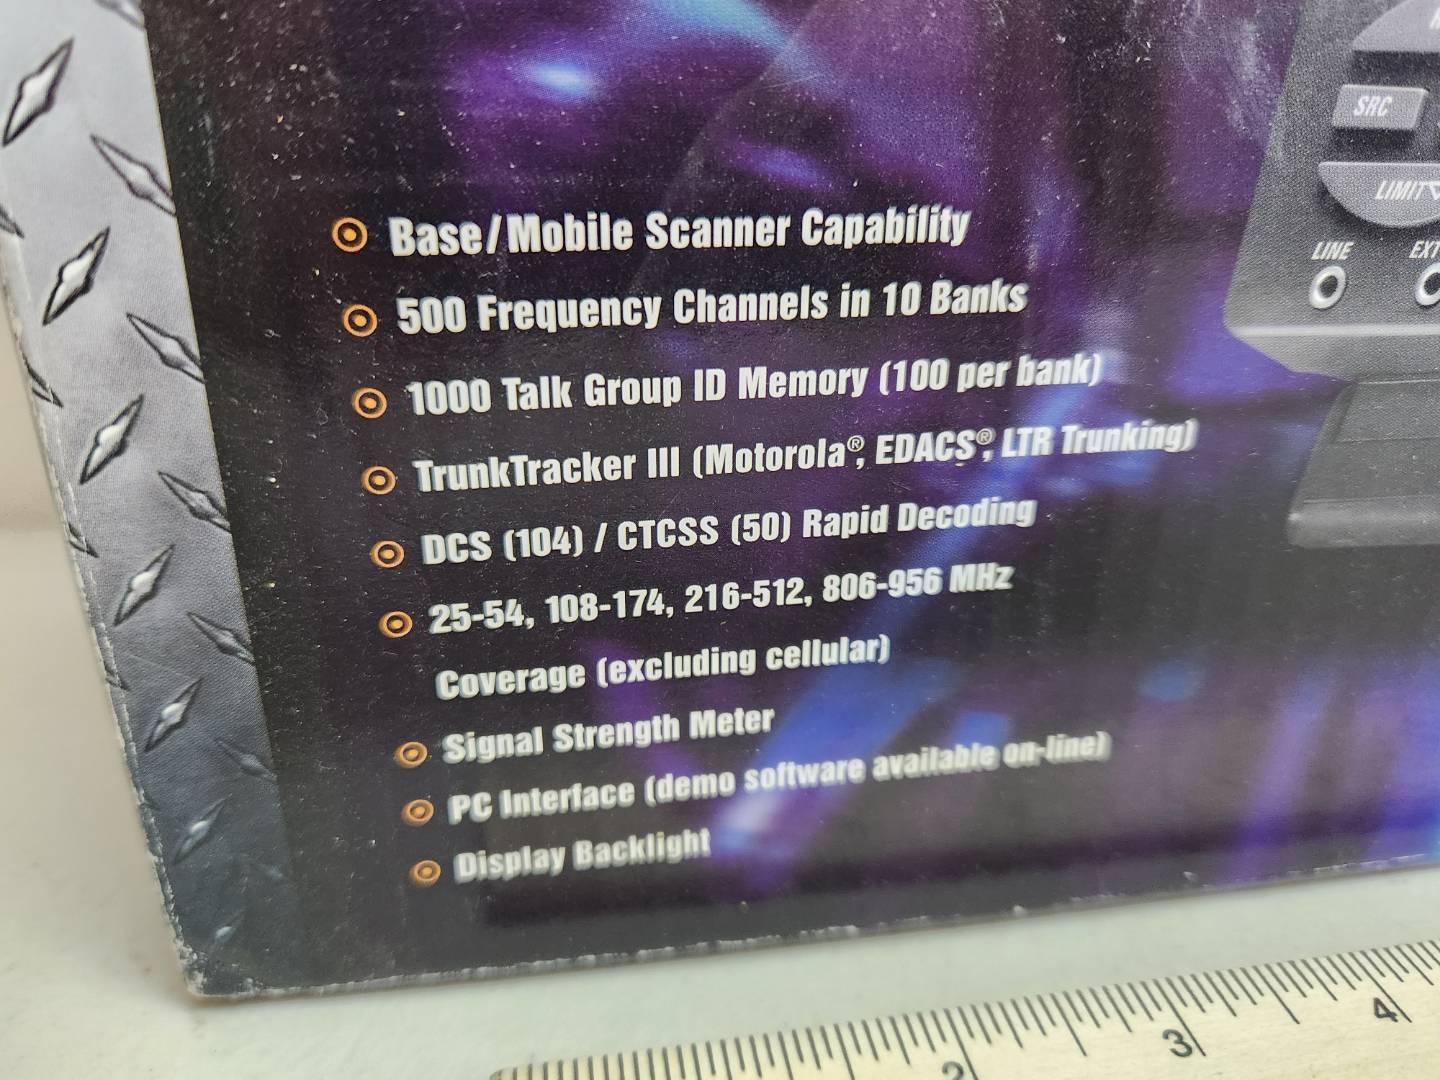 SRC
LIMIT▽
LINE EXT
Base/Mobile Scanner Capability
500 Frequency Channels in 10 Banks
1000 Talk Group ID Memory (100 per bank)
TrunkTracker III (Motorola®, EDACS®, LTR Trunking)
DCS (104) / CTCSS (50) Rapid Decoding
25-54, 108-174, 216-512, 806-956 MHz
Coverage (excluding cellular)
Signal Strength Meter
PC Interface (demo software available on-line)
Display Backlight
2 3 4